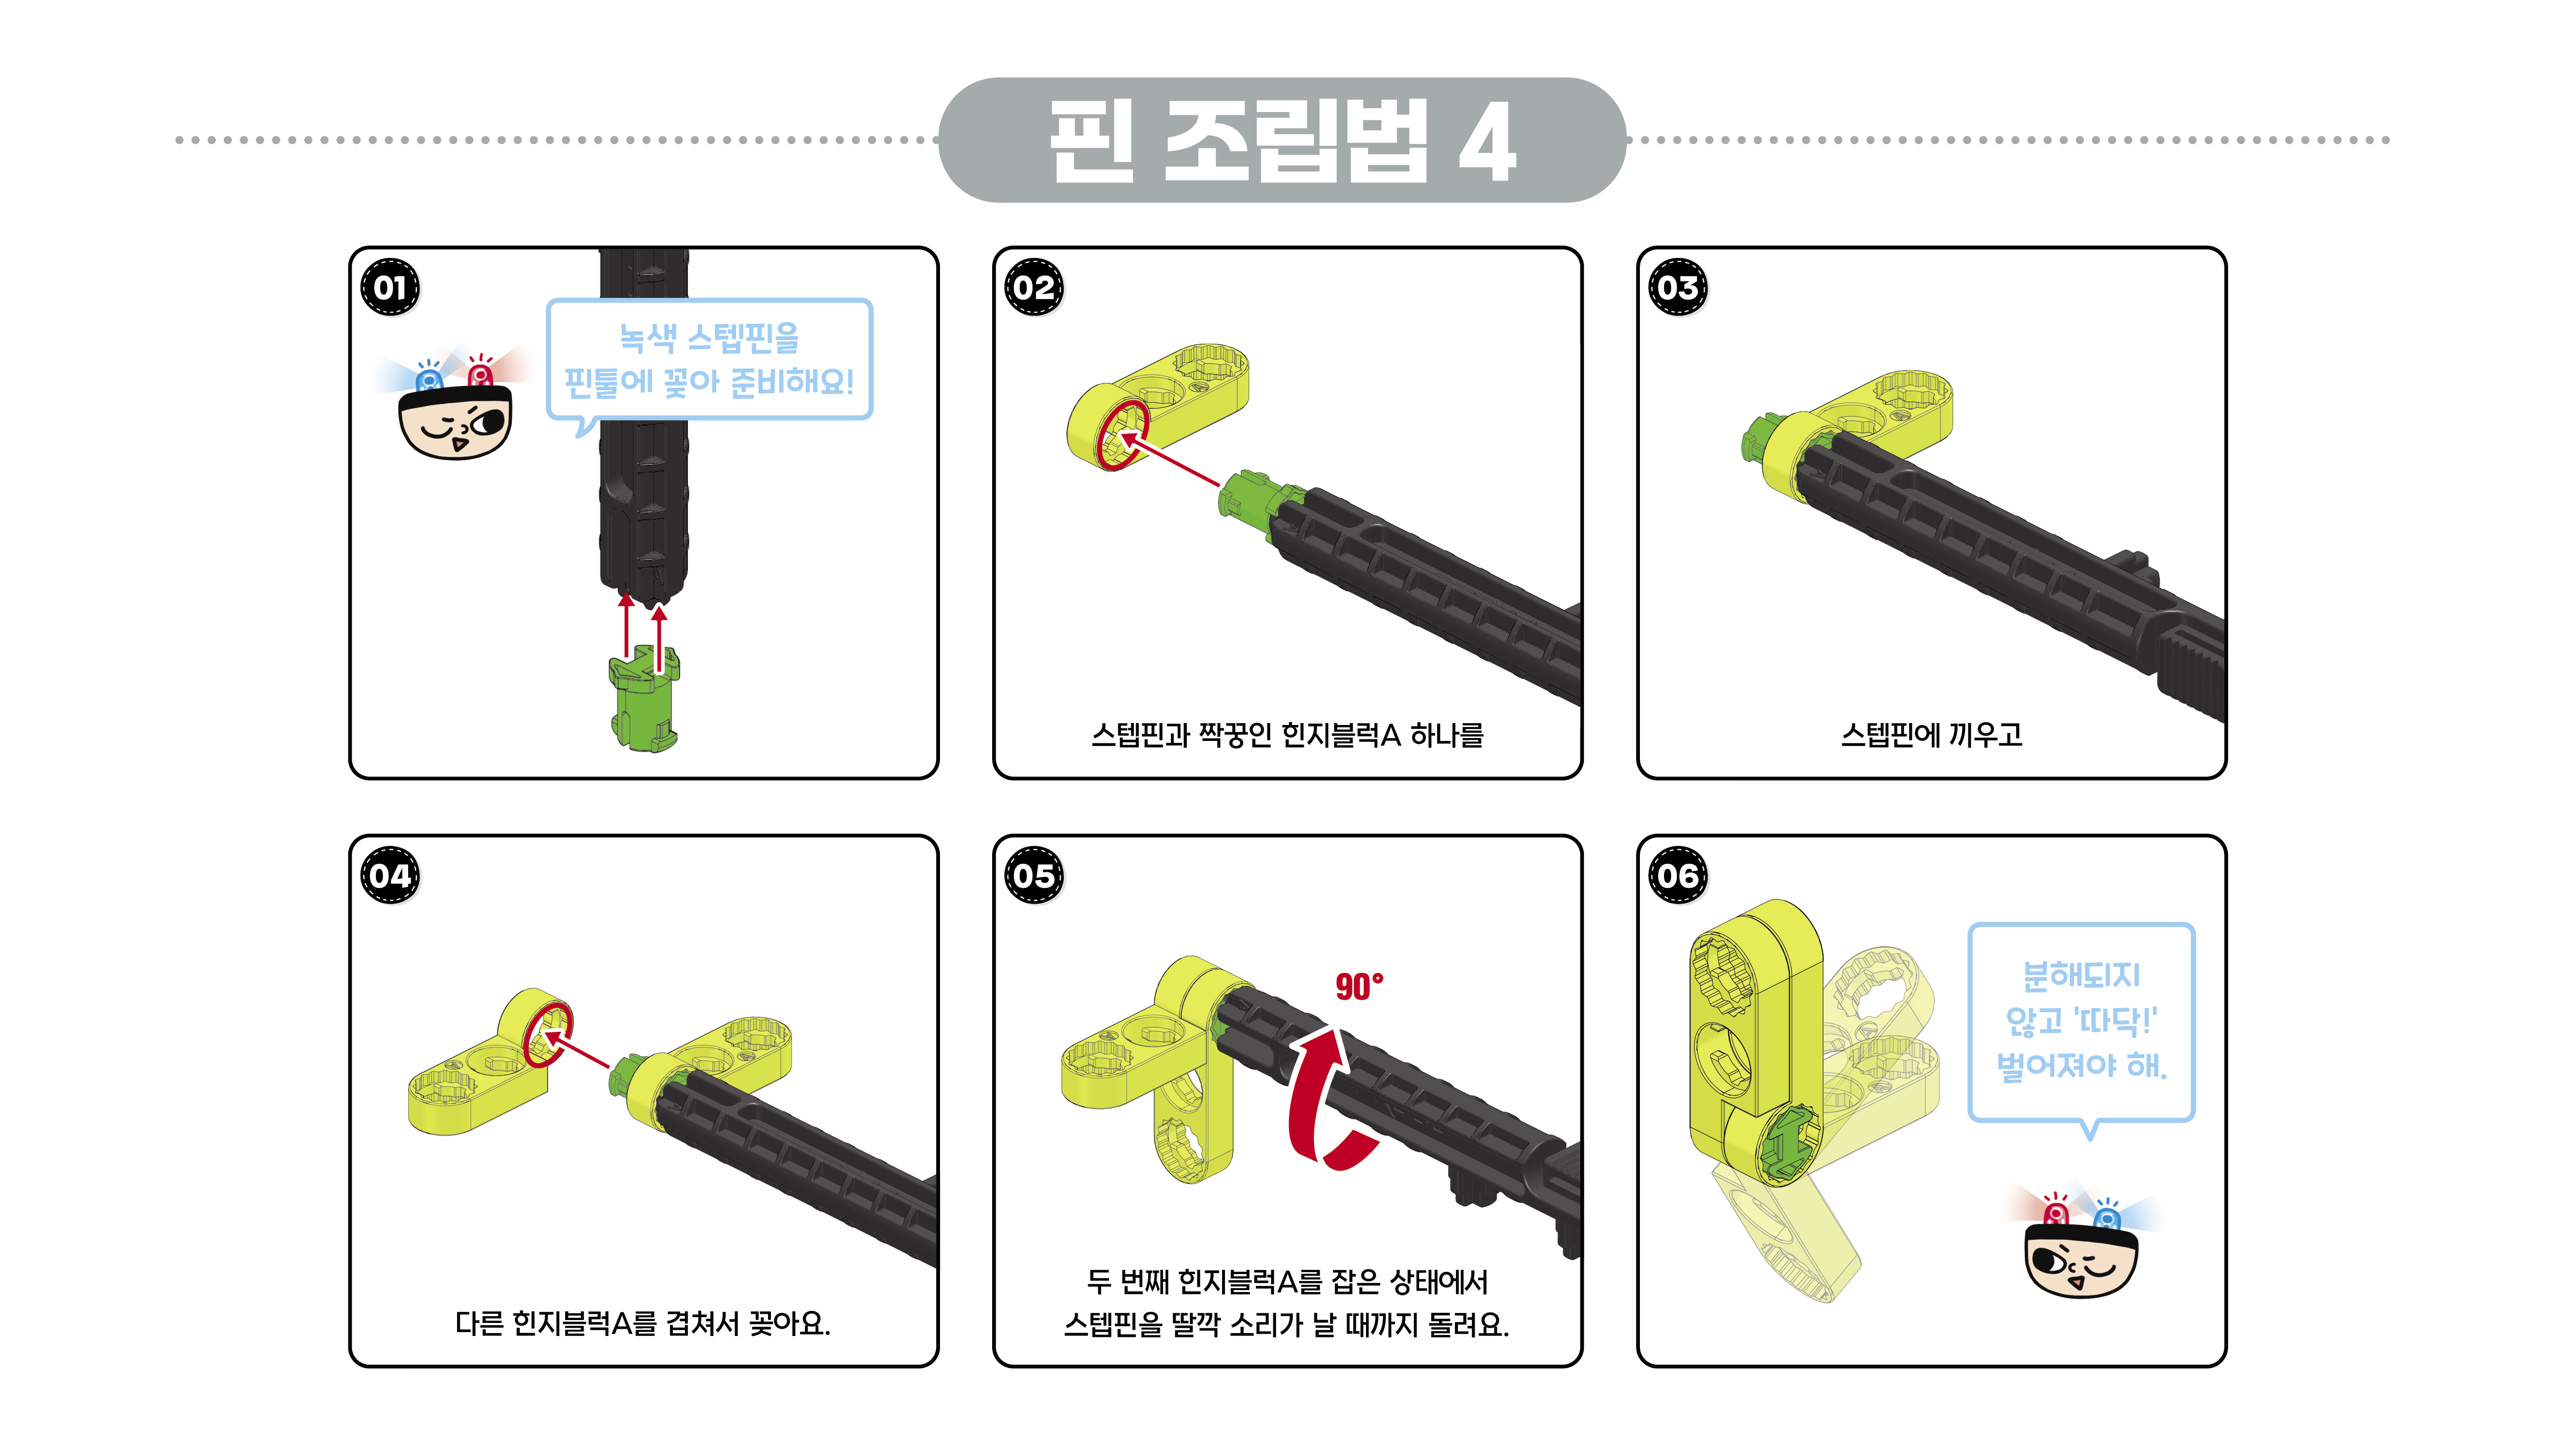 핀 조립법 4
01
녹색 스텝핀을
핀툴에 꽂아 준비해요!
02
스텝핀과 짝꿍인 힌지블럭A 하나를
03
스텝핀에 끼우고
04
다른 힌지블럭A를 겹쳐서 꽂아요.
05
90°
두 번째 힌지블럭A를 잡은 상태에서
스텝핀을 딸깍 소리가 날 때까지 돌려요.
06
분해되지
않고 '따닥!'
벌어져야 해.